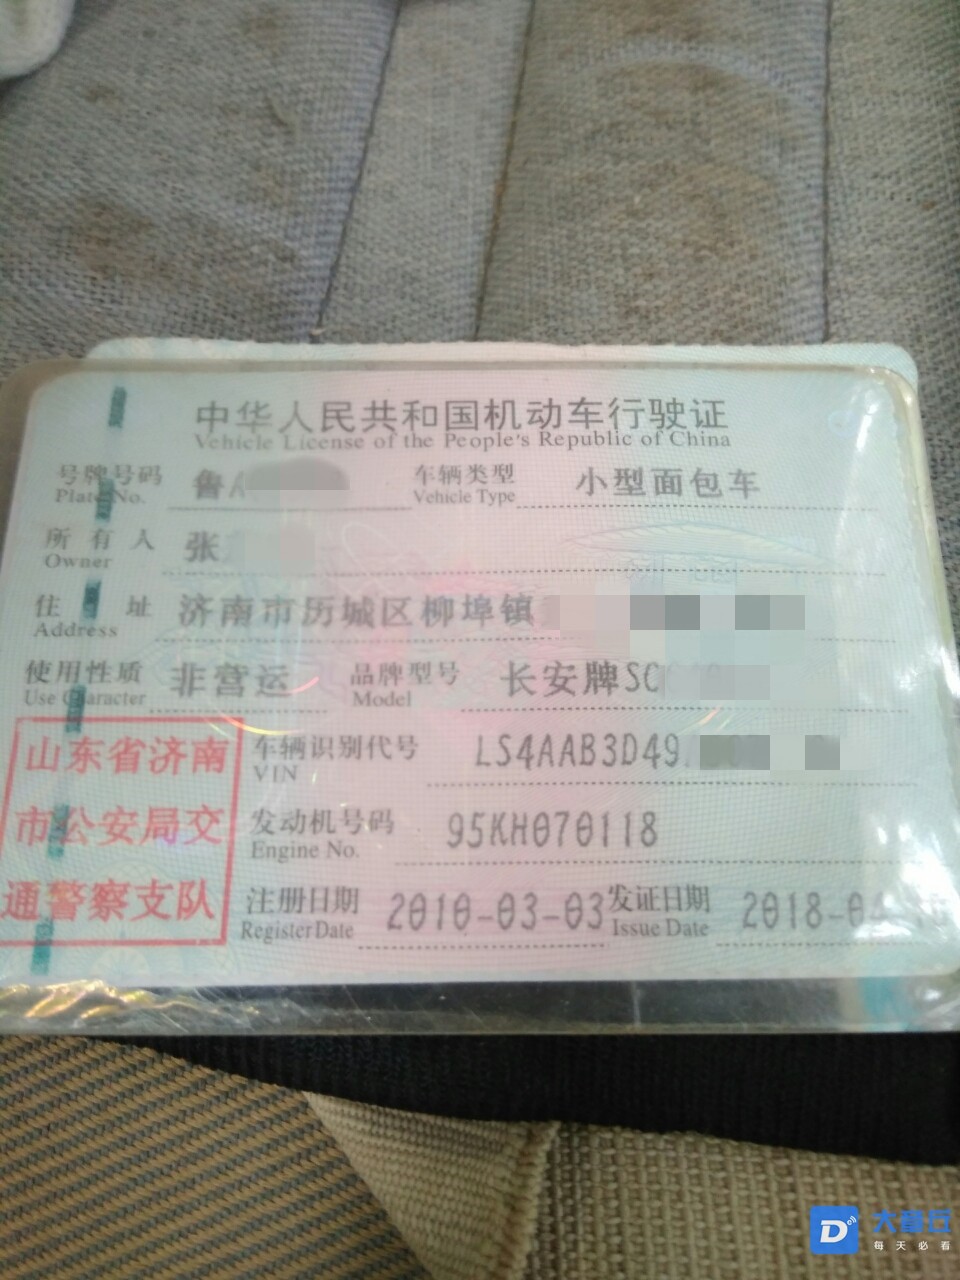 中华人民共和国机动车行驶证
Vehicle License of the People's Republic of China
号牌号码 鲁A 车辆类型 小型面包车
Plate No. Vehicle Type
所有人 张
Owner
住址 济南市历城区柳埠镇
Address
使用性质 非营运 品牌型号 长安牌SC
Use Character Model
山东省济南
市公安局交
通警察支队
车辆识别代号 LS4AAB3D49
VIN
发动机号码 95KH070118
Engine No.
注册日期 2010-03-03 发证日期 2018-04
Register Date Issue Date
大章丘
每天必看